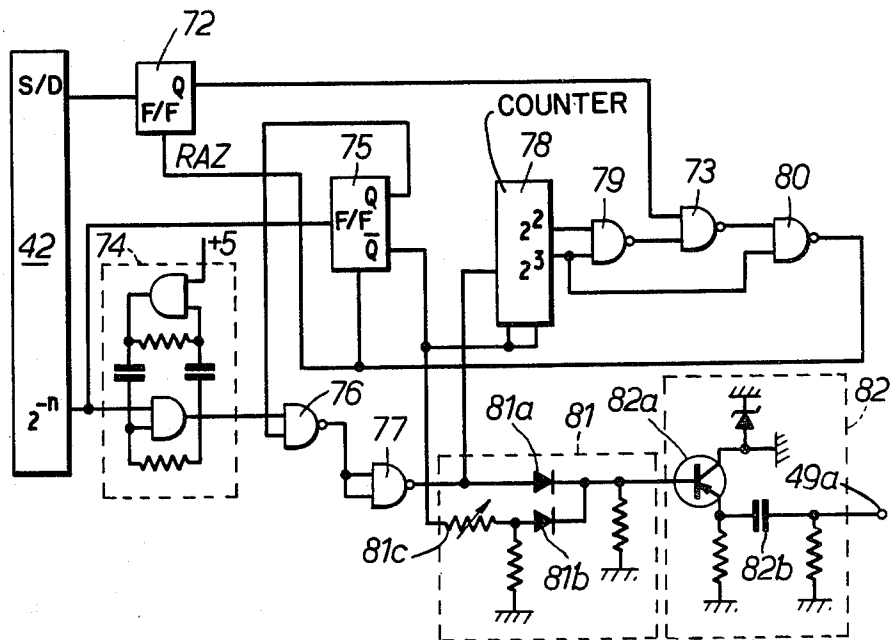 72
S/D
Q
F/F
COUNTER
RAZ
75
78
79
73
80
Q
F/F
Q̅
2²
2³
42
74
+5
2⁻ⁿ
76
77
81a
81
82a
82
49a
81c
81b
82b